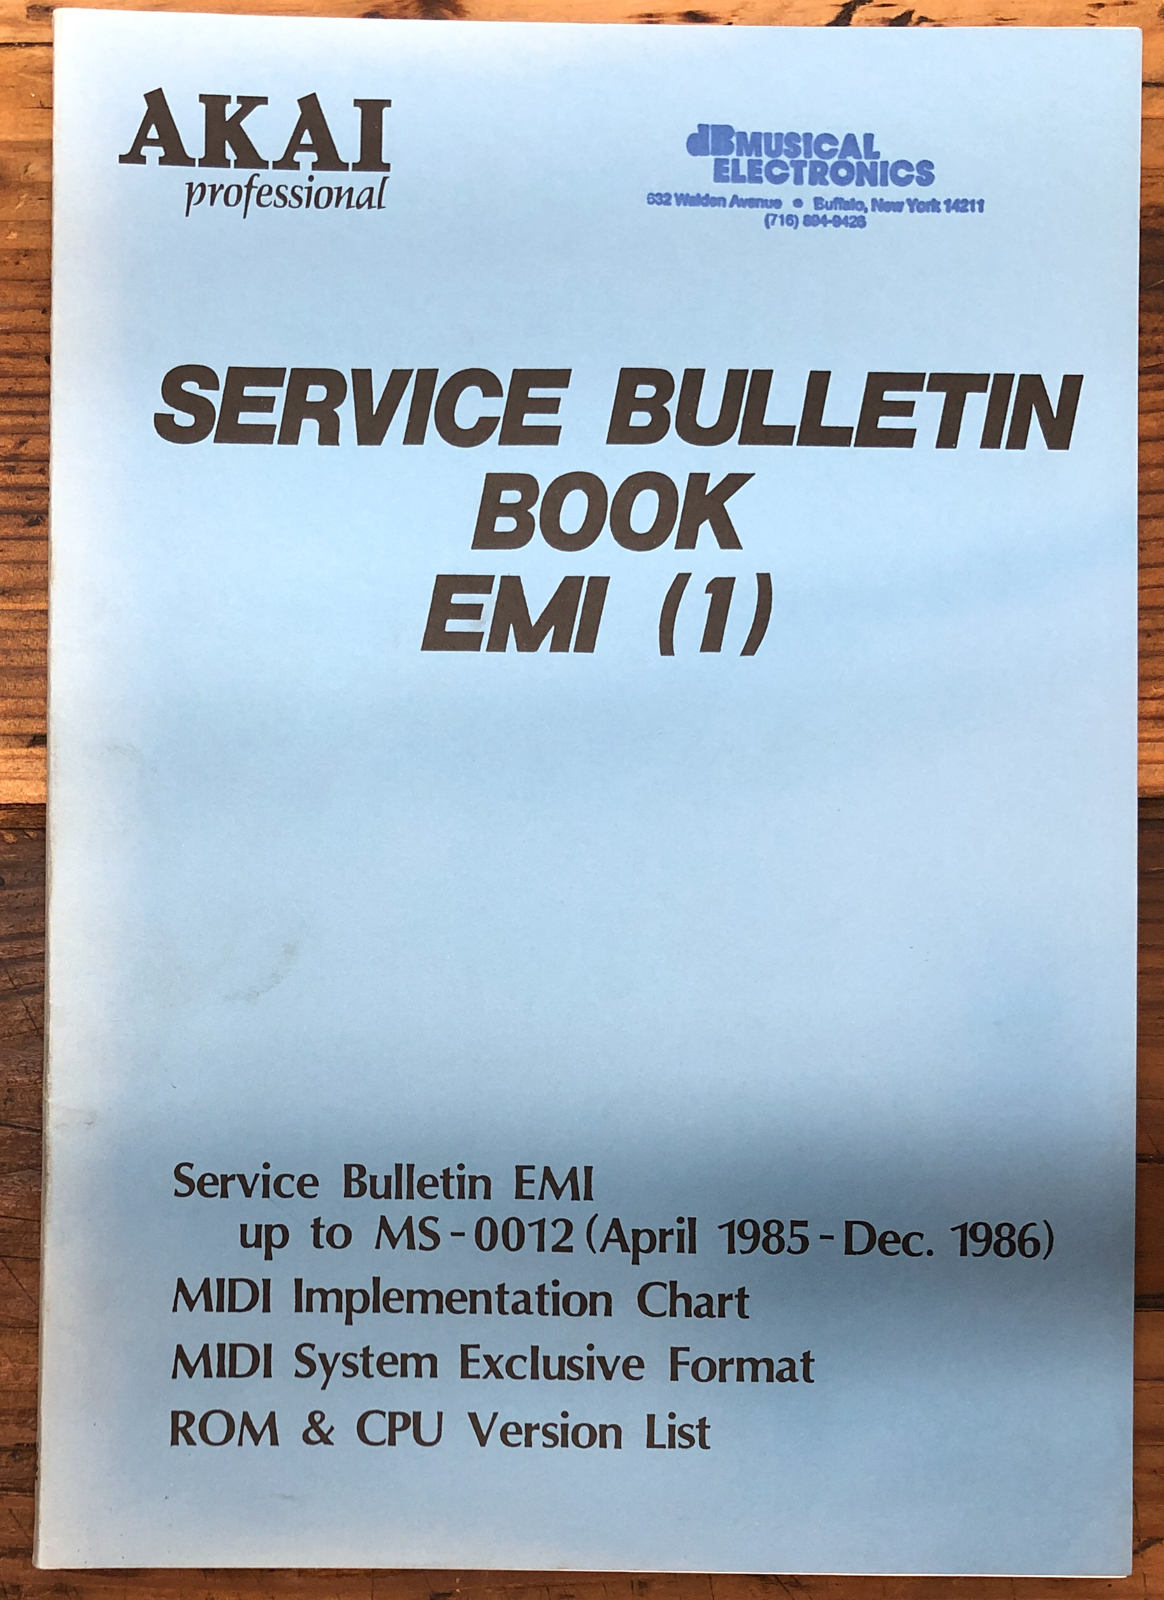 AKAI
professional
dB MUSICAL
ELECTRONICS
632 Walden Avenue • Buffalo, New York 14211
(716) 894-9426
SERVICE BULLETIN
BOOK
EMI (1)
Service Bulletin EMI
up to MS-0012 (April 1985-Dec. 1986)
MIDI Implementation Chart
MIDI System Exclusive Format
ROM & CPU Version List